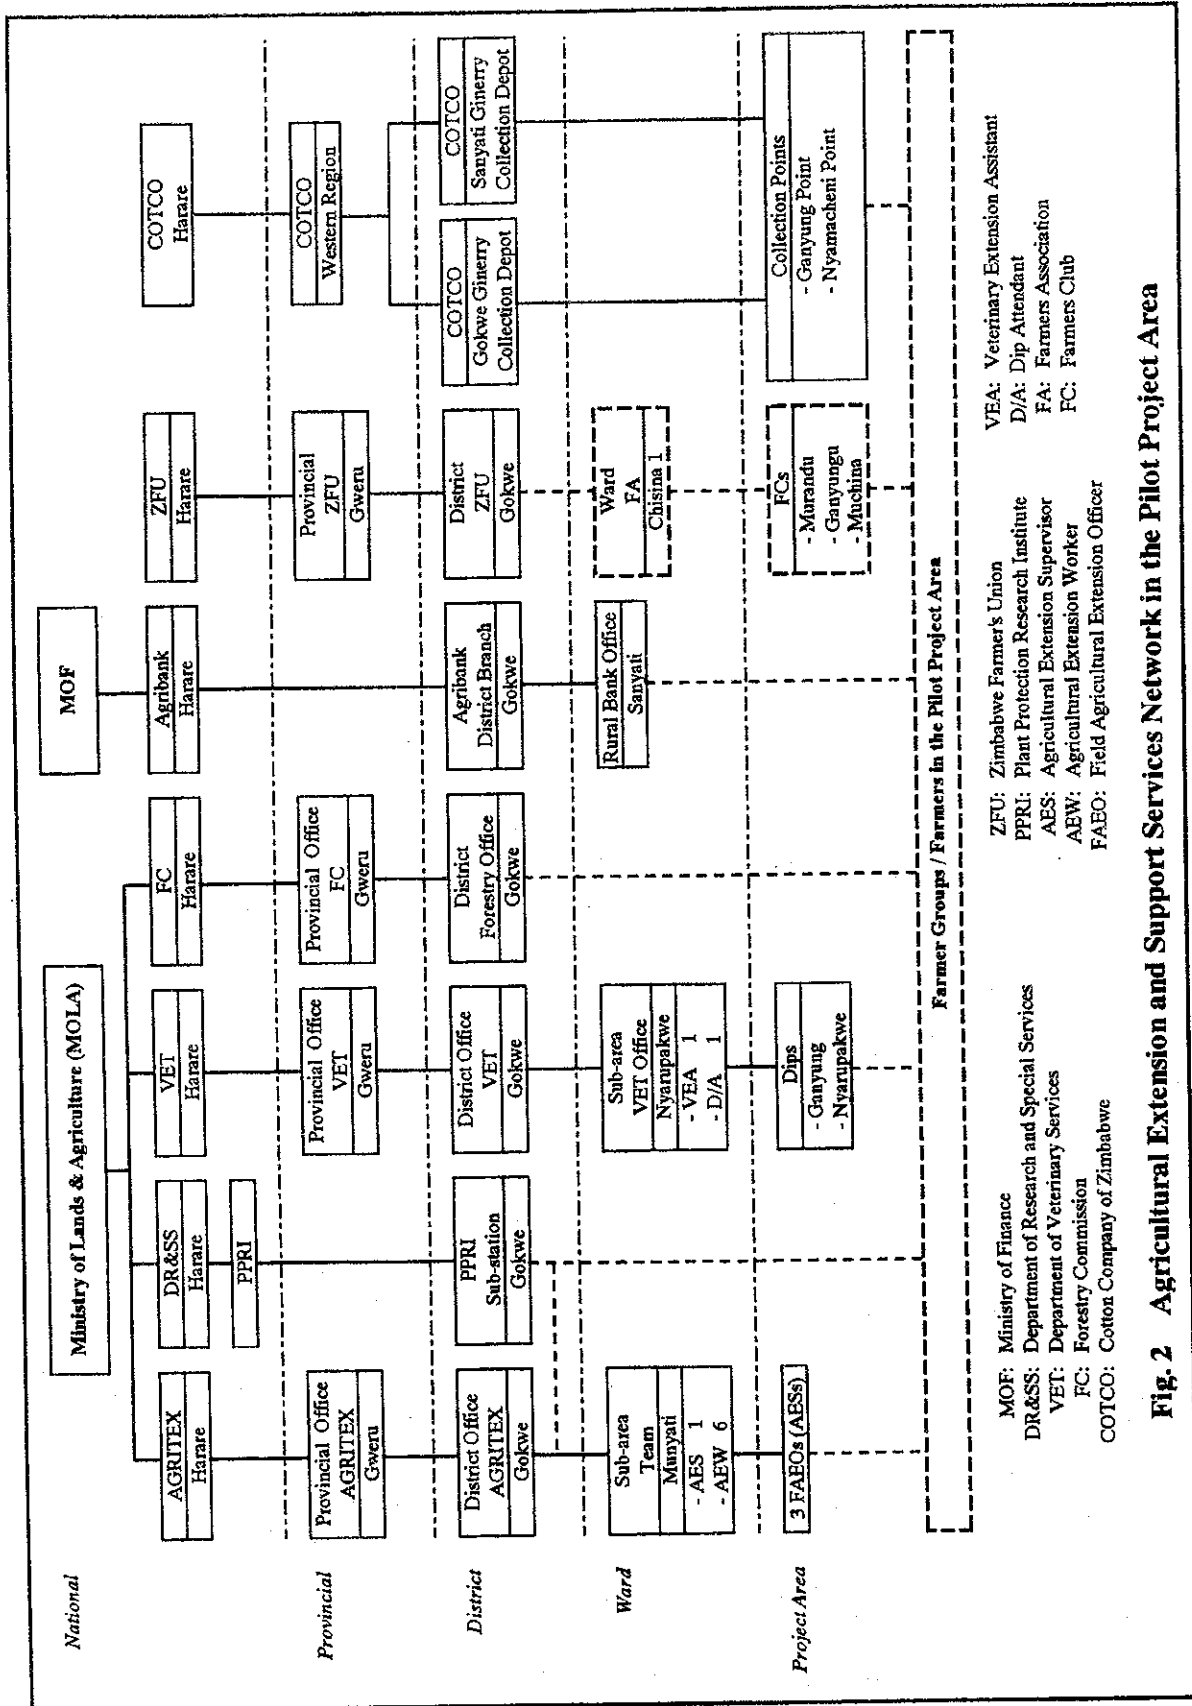 National
Ministry of Lands & Agriculture (MOLA)
MOF
AGRITEX
Harare
DR&SS
Harare
PPRI
VET
Harare
FC
Harare
Agribank
Harare
ZFU
Harare
COTCO
Harare
Provincial
Provincial Office
AGRITEX
Gweru
Provincial Office
VET
Gweru
Provincial Office
FC
Gweru
Provincial
ZFU
Gweru
COTCO
Western Region
District
District Office
AGRITEX
Gokwe
PPRI
Sub-station
Gokwe
District Office
VET
Gokwe
District
Forestry Office
Gokwe
Agribank
District Branch
Gokwe
District
ZFU
Gokwe
COTCO
Gokwe Ginerry
Collection Depot
COTCO
Sanyati Ginerry
Collection Depot
Ward
Sub-area
Team
Munyati
- AES 1
- AEW 6
Sub-area
VET Office
Nyarupakwe
- VEA 1
- D/A 1
Rural Bank Office
Sanyati
Ward
FA
Chisina 1
Project Area
3 FAEOs (AESs)
Dips
- Ganyung
- Nyarupakwe
FCs
- Murandu
- Ganyungu
- Muchina
Collection Points
- Ganyung Point
- Nyamacheni Point
Farmer Groups / Farmers in the Pilot Project Area
MOF: Ministry of Finance
DR&SS: Department of Research and Special Services
VET: Department of Veterinary Services
FC: Forestry Commission
COTCO: Cotton Company of Zimbabwe
ZFU: Zimbabwe Farmer's Union
PPRI: Plant Protection Research Institute
AES: Agricultural Extension Supervisor
AEW: Agricultural Extension Worker
FAEO: Field Agricultural Extension Officer
VEA: Veterinary Extension Assistant
D/A: Dip Attendant
FA: Farmers Association
FC: Farmers Club
Fig. 2 Agricultural Extension and Support Services Network in the Pilot Project Area